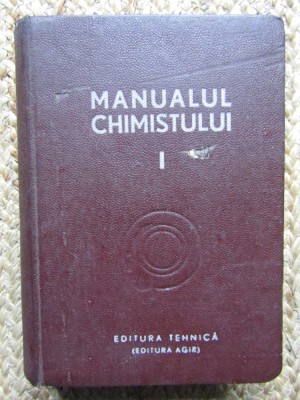 MANUALUL
CHIMISTULUI
I
EDITURA TEHNICĂ
(EDITURA AGIR)